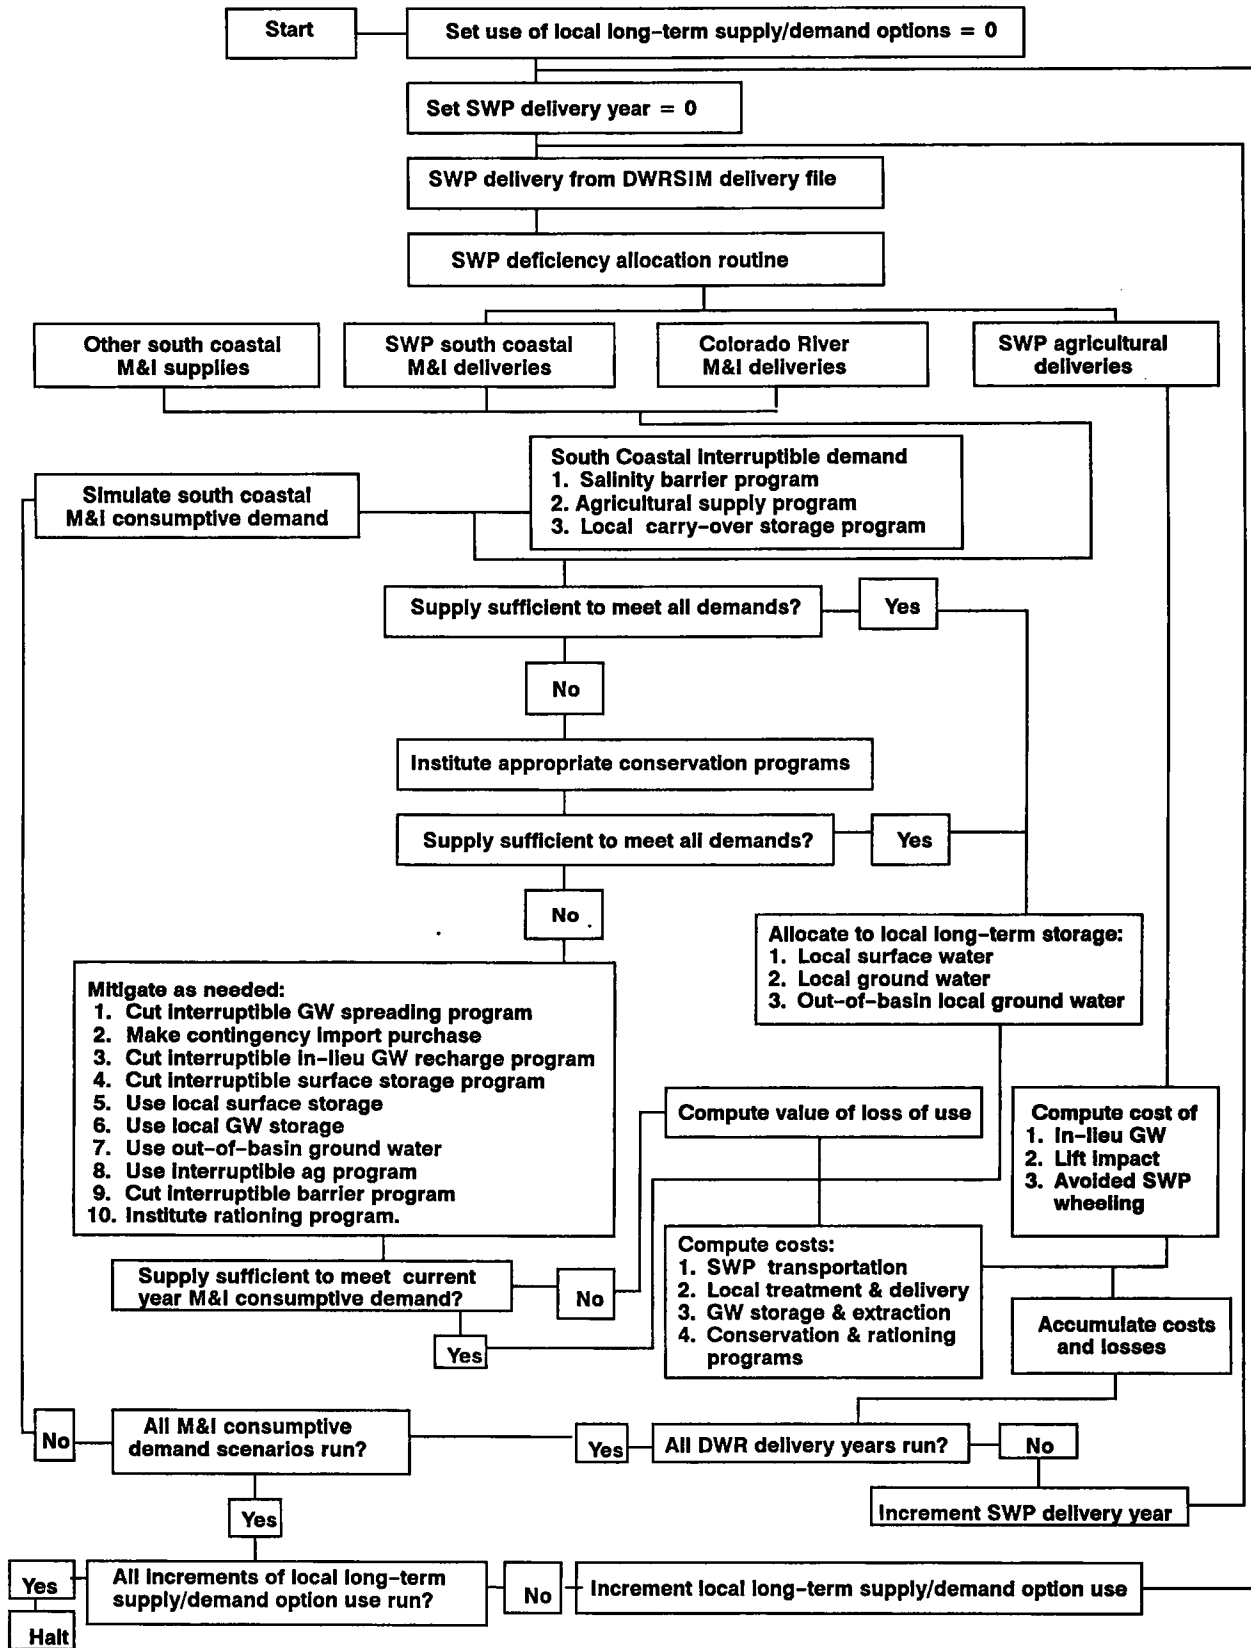 Start
Set use of local long-term supply/demand options = 0
Set SWP delivery year = 0
SWP delivery from DWRSIM delivery file
SWP deficiency allocation routine
Other south coastal
M&I supplies
SWP south coastal
M&I deliveries
Colorado River
M&I deliveries
SWP agricultural
deliveries
South Coastal interruptible demand
1. Salinity barrier program
2. Agricultural supply program
3. Local carry-over storage program
Simulate south coastal
M&I consumptive demand
Supply sufficient to meet all demands?
Yes
No
Institute appropriate conservation programs
Supply sufficient to meet all demands?
Yes
No
Allocate to local long-term storage:
1. Local surface water
2. Local ground water
3. Out-of-basin local ground water
Mitigate as needed:
1. Cut interruptible GW spreading program
2. Make contingency import purchase
3. Cut interruptible in-lieu GW recharge program
4. Cut interruptible surface storage program
5. Use local surface storage
6. Use local GW storage
7. Use out-of-basin ground water
8. Use interruptible ag program
9. Cut interruptible barrier program
10. Institute rationing program.
Compute value of loss of use
Compute cost of
1. In-lieu GW
2. Lift impact
3. Avoided SWP
wheeling
Compute costs:
1. SWP transportation
2. Local treatment & delivery
3. GW storage & extraction
4. Conservation & rationing
programs
Supply sufficient to meet current
year M&I consumptive demand?
No
Yes
Accumulate costs
and losses
No
All M&I consumptive
demand scenarios run?
Yes
All DWR delivery years run?
No
Increment SWP delivery year
Yes
Yes
All increments of local long-term
supply/demand option use run?
No
Increment local long-term supply/demand option use
Halt